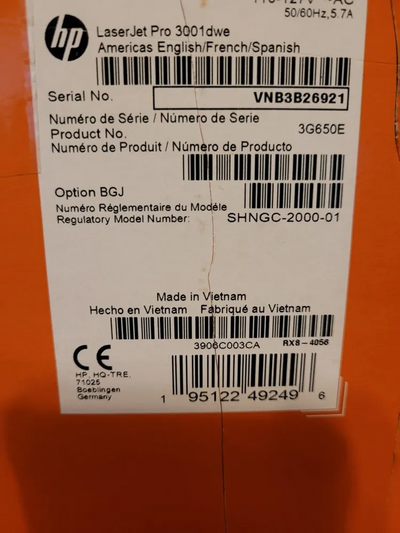 50/60Hz, 5.7A
hp
LaserJet Pro 3001dwe
Americas English/French/Spanish
Serial No.
VNB3B26921
Numéro de Série / Número de Serie
Product No.
3G650E
Numéro de Produit / Número de Producto
Option BGJ
Numéro Réglementaire du Modéle
Regulatory Model Number:
SHNGC-2000-01
Made in Vietnam
Hecho en Vietnam Fabriqué au Vietnam
3906C003CA
RX8-4056
CE
HP, HQ-TRE,
71025
Boeblingen
Germany
1 95122 49249 6